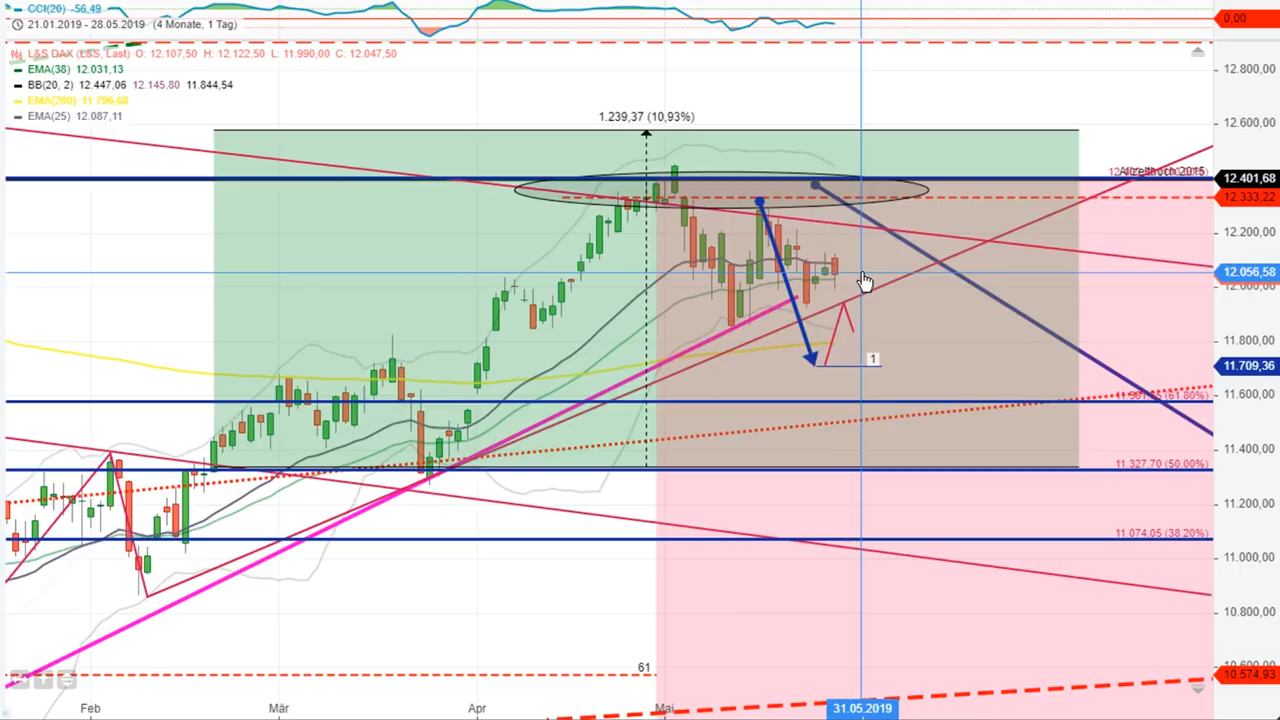 CCI(20) -56,49
0,00
21.01.2019 - 28.05.2019 (4 Monate, 1 Tag)
L&S DAX (L&S, Last) O: 12.107,50 H: 12.122,50 L: 11.990,00 C: 12.047,50
EMA(38) 12.031,13
BB(20, 2) 12.447,06 12.145,80 11.844,54
EMA(200) 11.796,68
EMA(25) 12.087,11
1.239,37 (10,93%)
12.800,00
12.600,00
12.401,68
12.333,22
12.200,00
12.056,58
12.000,00
11.800,00
1
11.709,36
11.600,00
11.400,00
11.327,70 (50.00%)
11.200,00
11.074,05 (38.20%)
11.000,00
10.800,00
61
10.574,93
Feb
Mär
Apr
Mai
31.05.2019